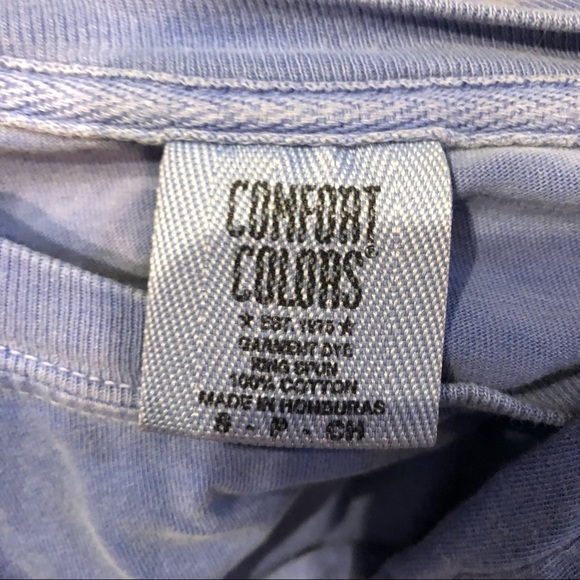 COMFORT
COLORS®
★ EST. 1975 ★
GARMENT DYE
RING SPUN
100% COTTON
MADE IN HONDURAS
S - P - CH